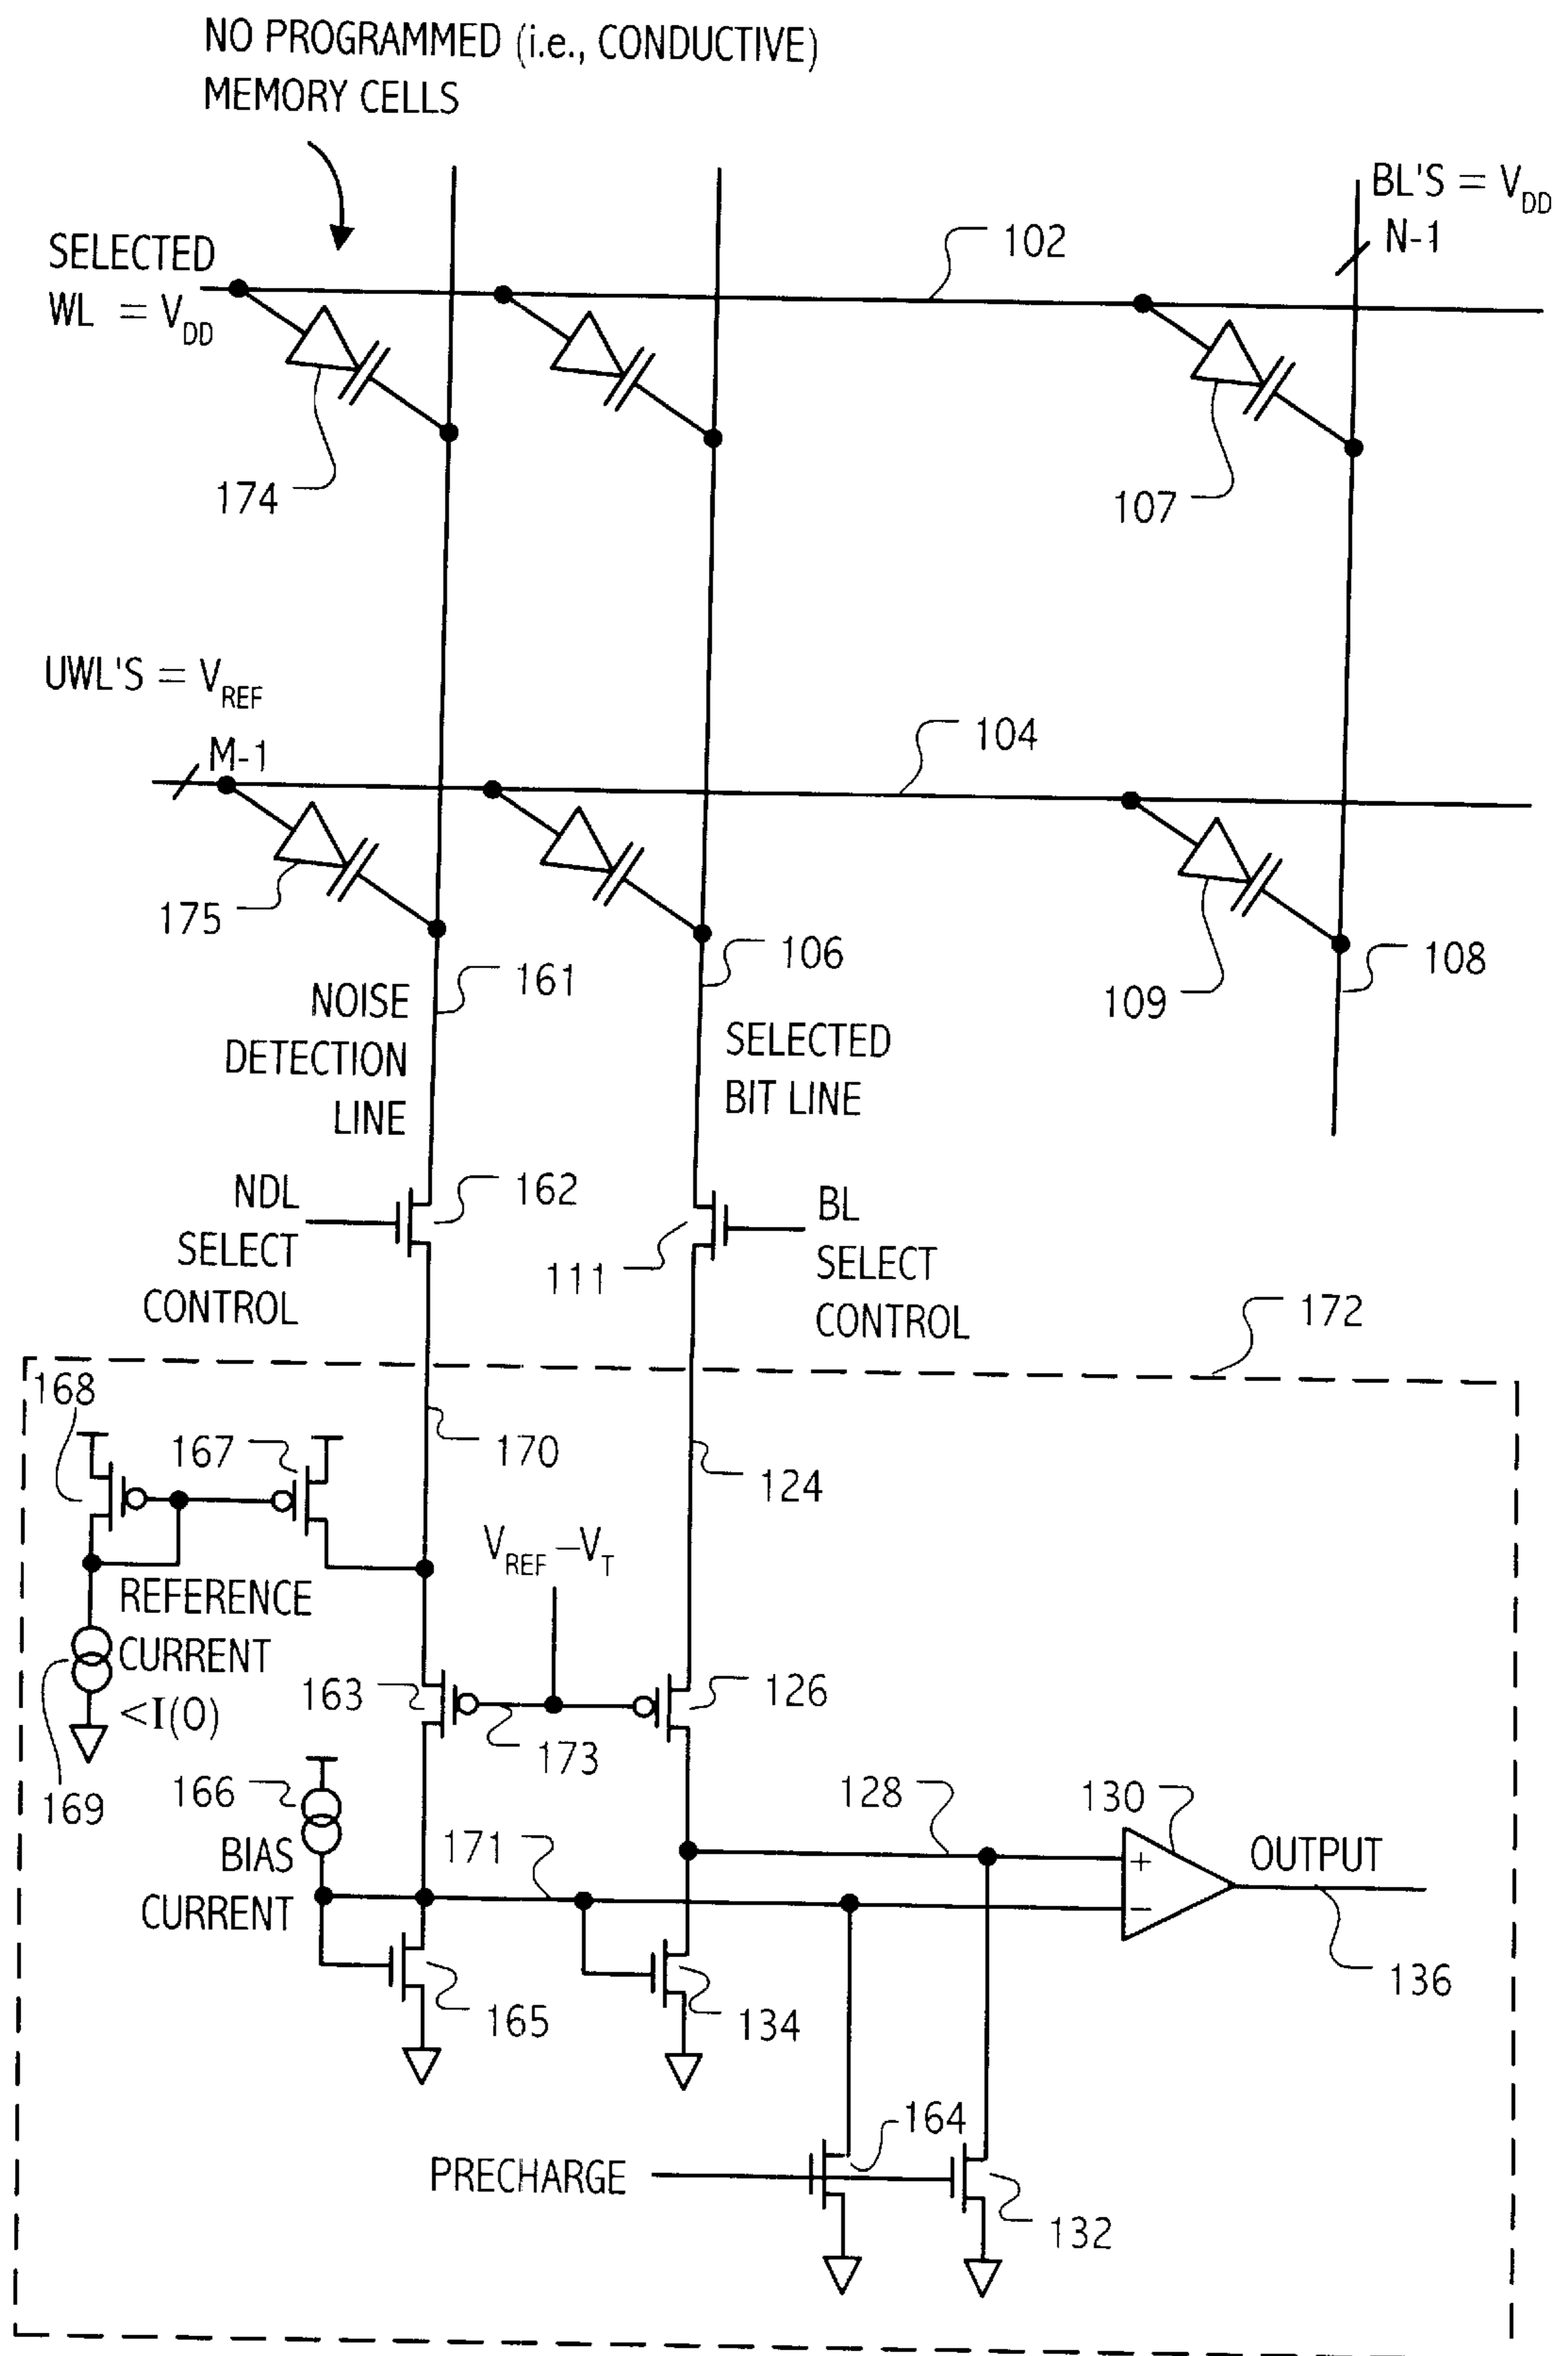 NO PROGRAMMED (i.e., CONDUCTIVE)
MEMORY CELLS
BL'S = VDD
N-1
SELECTED
WL = VDD
102
174
107
UWL'S = VREF
M-1
104
175
109
108
161
106
NOISE
DETECTION
LINE
SELECTED
BIT LINE
NDL
SELECT
CONTROL
162
111
BL
SELECT
CONTROL
172
168
167
170
124
VREF –VT
REFERENCE
CURRENT
<I(0)
163
126
173
169
166
BIAS
CURRENT
171
128
130
+
−
OUTPUT
136
165
134
164
PRECHARGE
132